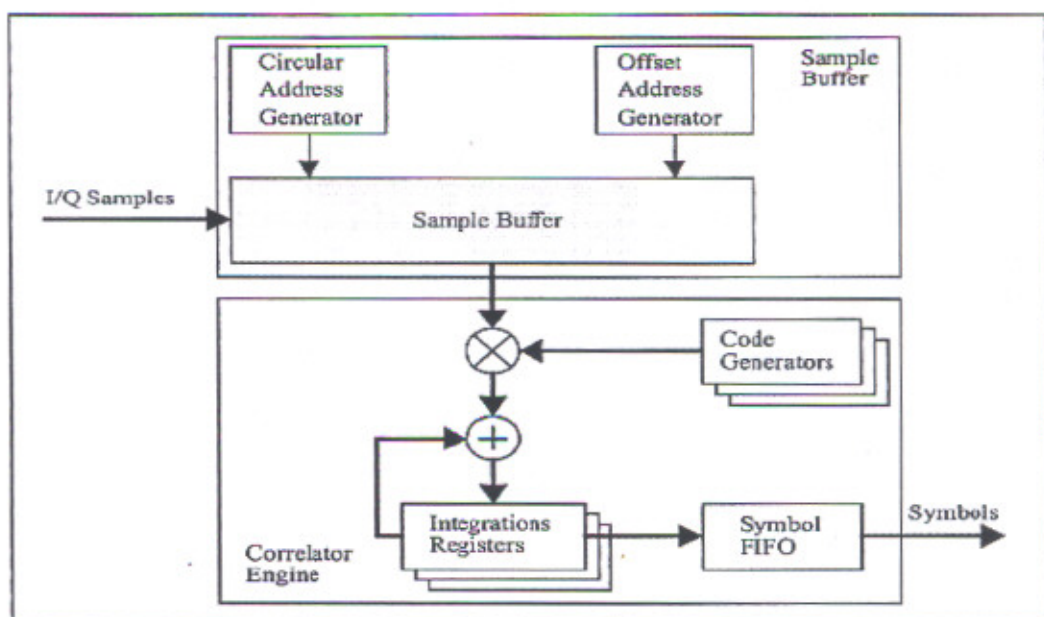 Circular
Address
Generator
Offset
Address
Generator
Sample
Buffer
I/Q Samples
Sample Buffer
Code
Generators
Integrations
Registers
Symbol
FIFO
Symbols
Correlator
Engine